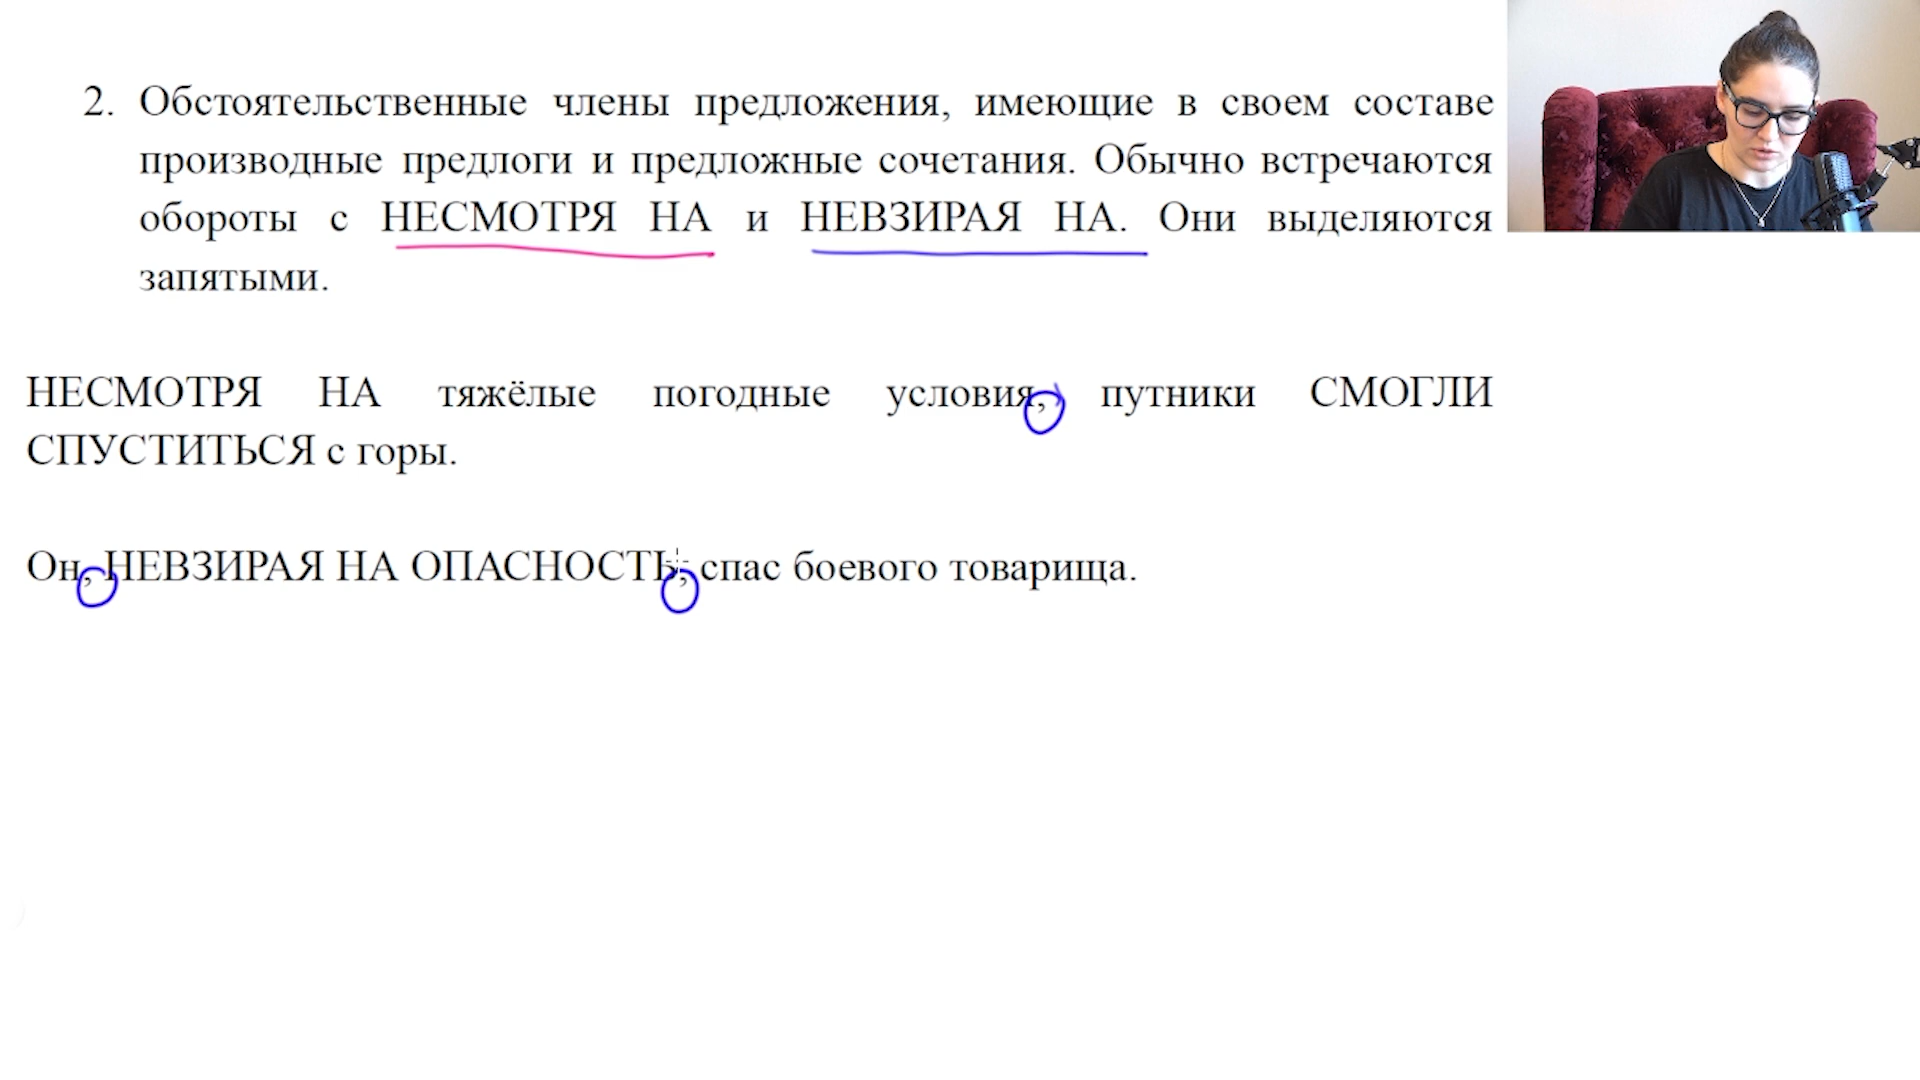 2. Обстоятельственные члены предложения, имеющие в своем составе
производные предлоги и предложные сочетания. Обычно встречаются
обороты с НЕСМОТРЯ НА и НЕВЗИРАЯ НА. Они выделяются
запятыми.
НЕСМОТРЯ НА тяжёлые погодные условия, путники СМОГЛИ
СПУСТИТЬСЯ с горы.
Он, НЕВЗИРАЯ НА ОПАСНОСТЬ, спас боевого товарища.